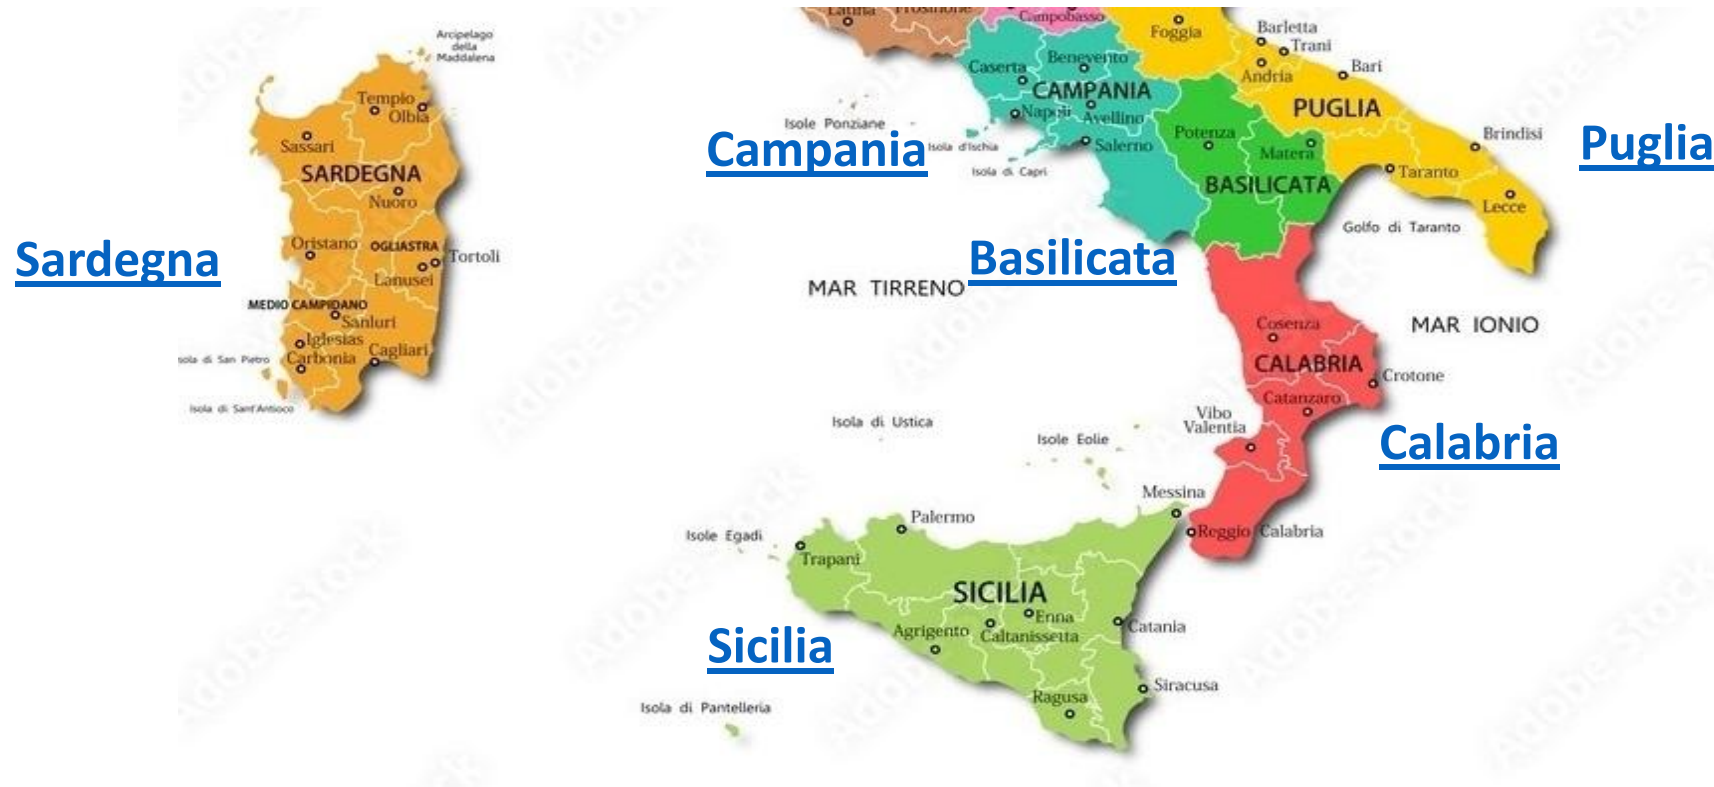 Arcipelago
della
Maddalena
Tempio
Olbia
Sassari
SARDEGNA
Nuoro
Oristano
OGLIASTRA
Tortoli
Lanusei
MEDIO CAMPIDANO
Sanluri
Iglesias
Carbonia
Cagliari
sola di San Pietro
Isola di Sant'Antioco
Sardegna
Latina
Frosinone
Campobasso
Foggia
Barletta
Trani
Andria
Bari
Caserta
Benevento
CAMPANIA
Napoli
Avellino
Salerno
Isole Ponziane
Isola d'Ischia
Isola di Capri
Campania
PUGLIA
Brindisi
Taranto
Lecce
Golfo di Taranto
Puglia
Potenza
Matera
BASILICATA
Basilicata
MAR TIRRENO
MAR IONIO
Cosenza
CALABRIA
Crotone
Catanzaro
Vibo
Valentia
Reggio Calabria
Calabria
Isola di Ustica
Isole Eolie
Messina
Palermo
Isole Egadi
Trapani
SICILIA
Enna
Caltanissetta
Agrigento
Catania
Siracusa
Ragusa
Isola di Pantelleria
Sicilia
Adobe Stock